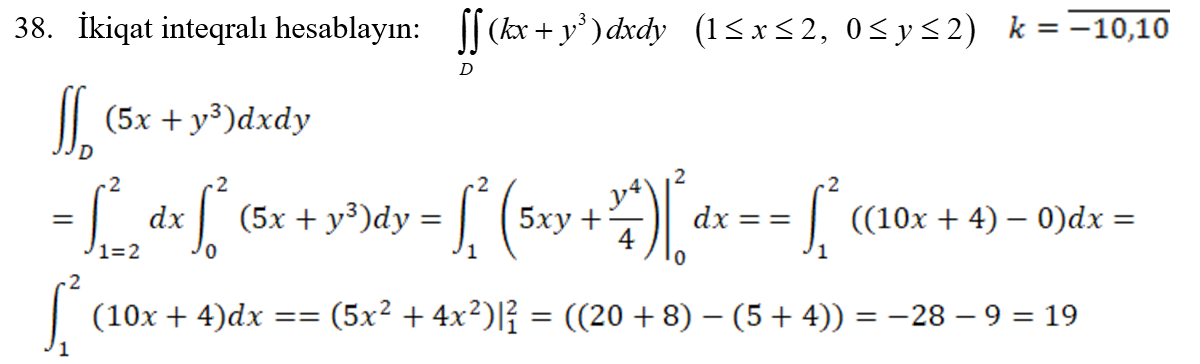 38. İkiqat inteqralı hesablayın: ∬_D (kx + y³) dxdy (1 ≤ x ≤ 2, 0 ≤ y ≤ 2) k = \overline{−10,10}
∬_D (5x + y³)dxdy
= ∫_{1=2}^{2} dx ∫_0^2 (5x + y³)dy = ∫_1^2 (5xy + y⁴/4)|_0^2 dx == ∫_1^2 ((10x + 4) − 0)dx =
∫_1^2 (10x + 4)dx == (5x² + 4x²)|_1^2 = ((20 + 8) − (5 + 4)) = −28 − 9 = 19